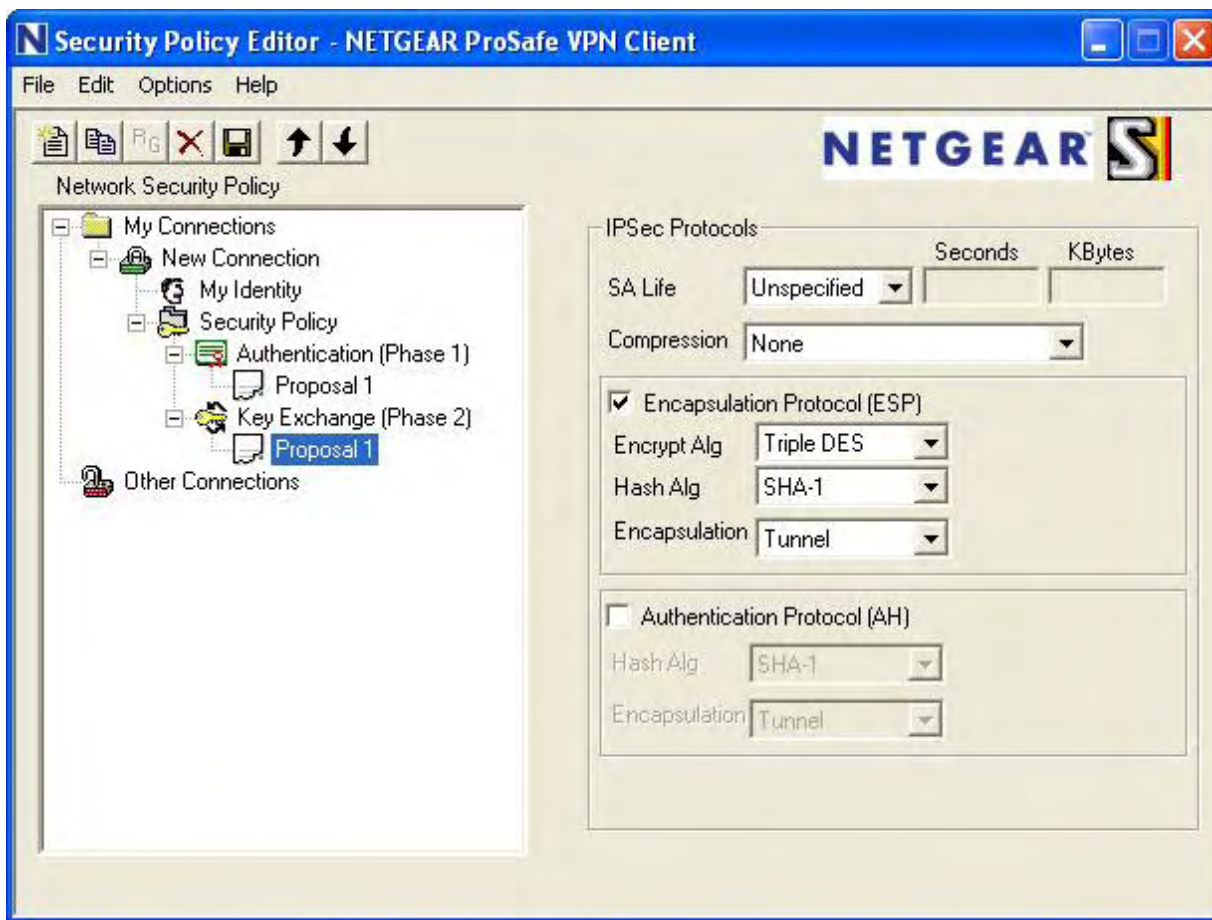 Security Policy Editor - NETGEAR ProSafe VPN Client
File Edit Options Help
NETGEAR S
Network Security Policy
My Connections
New Connection
My Identity
Security Policy
Authentication (Phase 1)
Proposal 1
Key Exchange (Phase 2)
Proposal 1
Other Connections
IPSec Protocols
Seconds KBytes
SA Life Unspecified
Compression None
Encapsulation Protocol (ESP)
Encrypt Alg Triple DES
Hash Alg SHA-1
Encapsulation Tunnel
Authentication Protocol (AH)
Hash Alg SHA-1
Encapsulation Tunnel